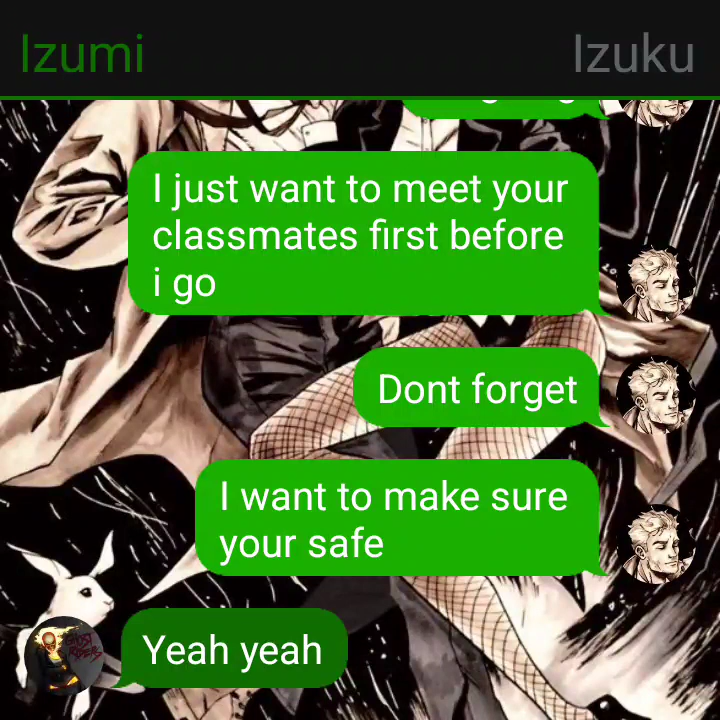 Izumi
Izuku
I just want to meet your
classmates first before
i go
Dont forget
I want to make sure
your safe
Yeah yeah